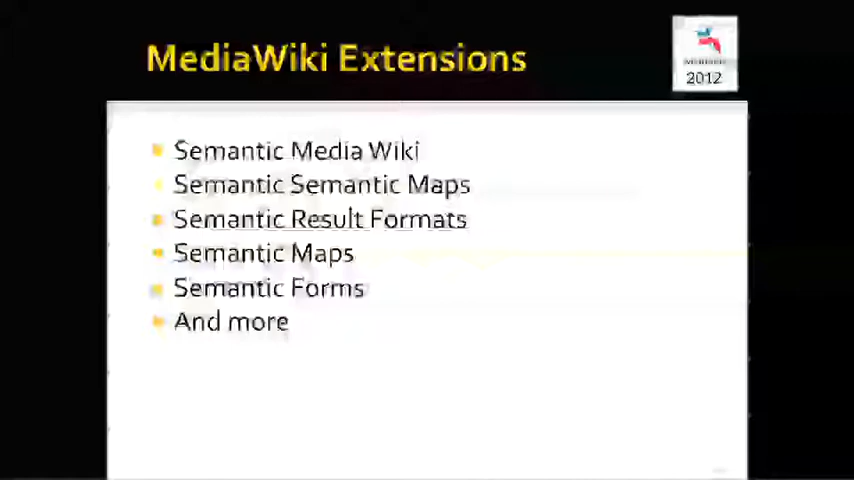 MediaWiki Extensions
2012
Semantic Media Wiki
Semantic Semantic Maps
Semantic Result Formats
Semantic Maps
Semantic Forms
And more